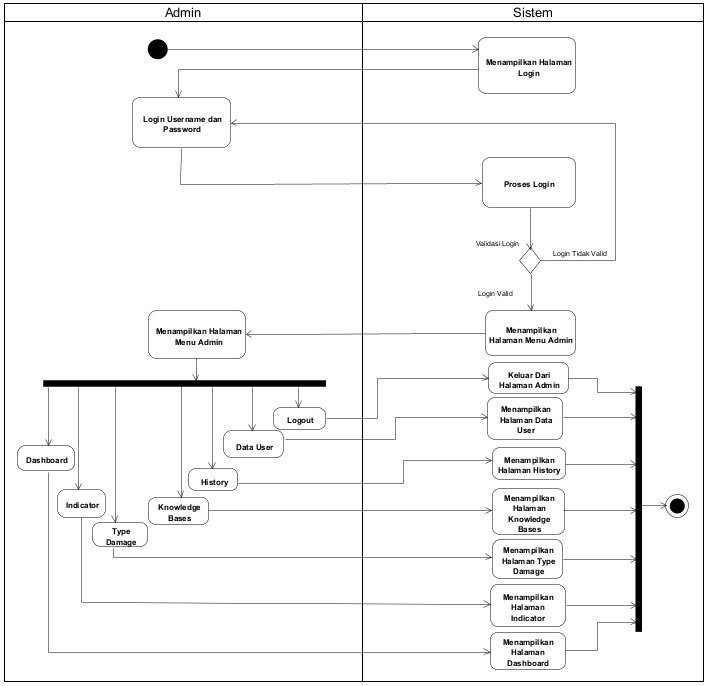 Admin
Sistem
Menampilkan Halaman
Login
Login Username dan
Password
Proses Login
Validasi Login
Login Tidak Valid
Login Valid
Menampilkan Halaman
Menu Admin
Menampilkan
Halaman Menu Admin
Keluar Dari
Halaman Admin
Logout
Menampilkan
Halaman Data
User
Data User
Dashboard
Menampilkan
Halaman History
History
Indicator
Knowledge
Bases
Menampilkan
Halaman
Knowledge
Bases
Type
Damage
Menampilkan
Halaman Type
Damage
Menampilkan
Halaman
Indicator
Menampilkan
Halaman
Dashboard